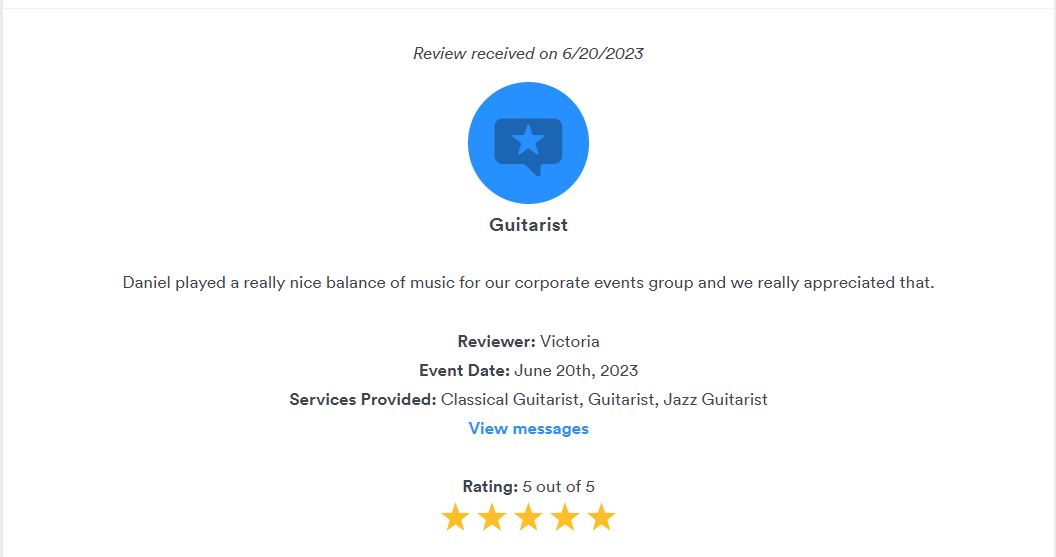 Review received on 6/20/2023
Guitarist
Daniel played a really nice balance of music for our corporate events group and we really appreciated that.
Reviewer: Victoria
Event Date: June 20th, 2023
Services Provided: Classical Guitarist, Guitarist, Jazz Guitarist
View messages
Rating: 5 out of 5